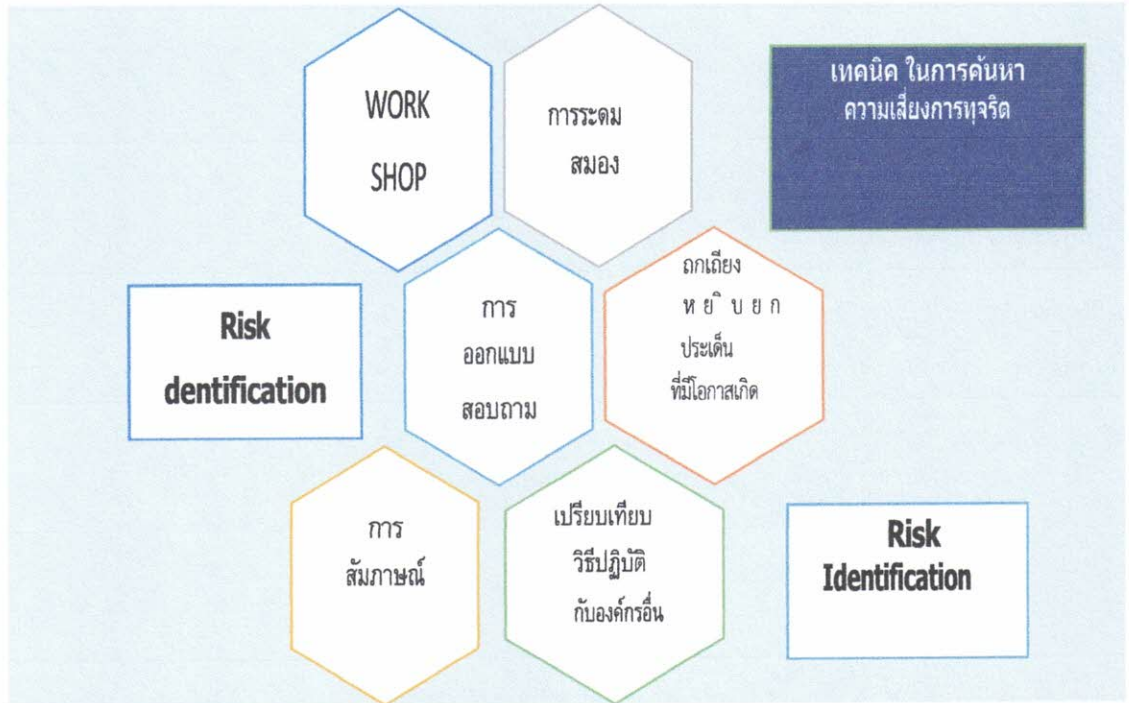 WORK
SHOP
การระดม
สมอง
เทคนิค ในการค้นหา
ความเสี่ยงการทุจริต
Risk
dentification
การ
ออกแบบ
สอบถาม
ถกเถียง
ห ย ิ บ ย ก
ประเด็น
ที่มีโอกาสเกิด
การ
สัมภาษณ์
เปรียบเทียบ
วิธีปฏิบัติ
กับองค์กรอื่น
Risk
Identification